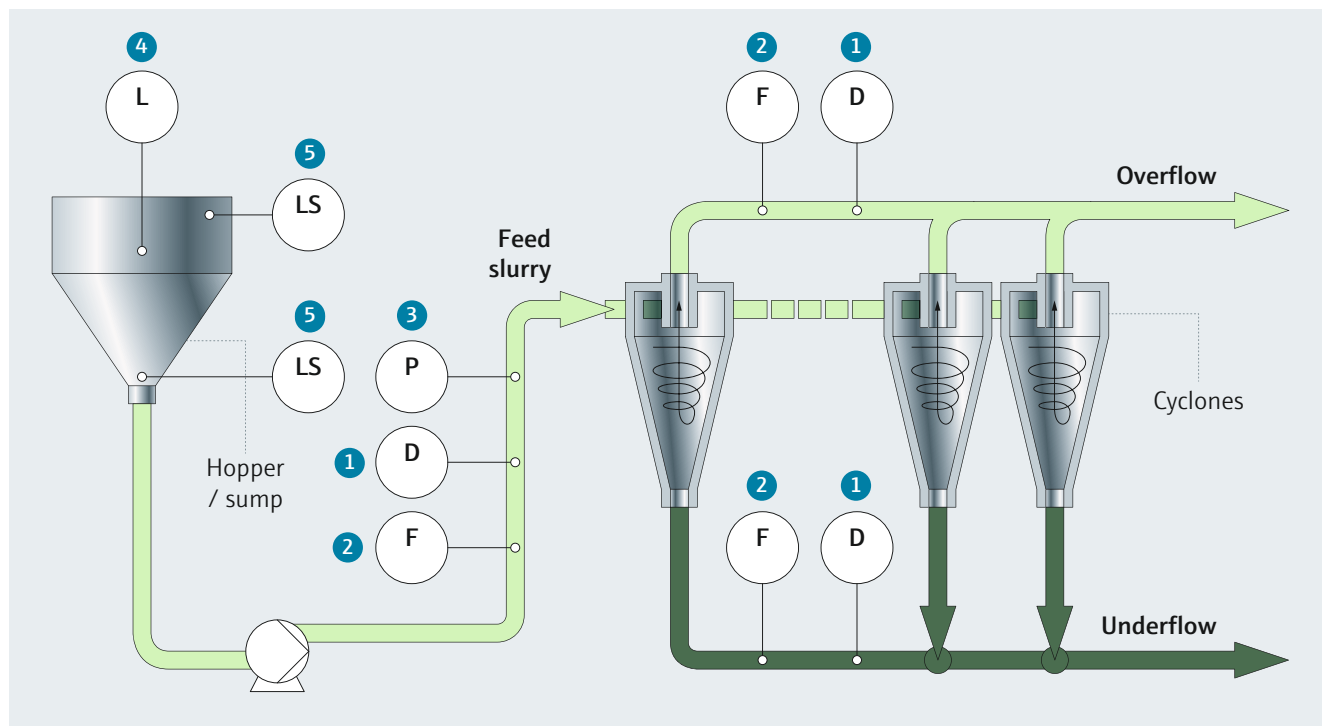 4
L
5
LS
5
LS
Hopper
/ sump
3
P
1
D
2
F
Feed
slurry
2
F
1
D
Overflow
Cyclones
2
F
1
D
Underflow